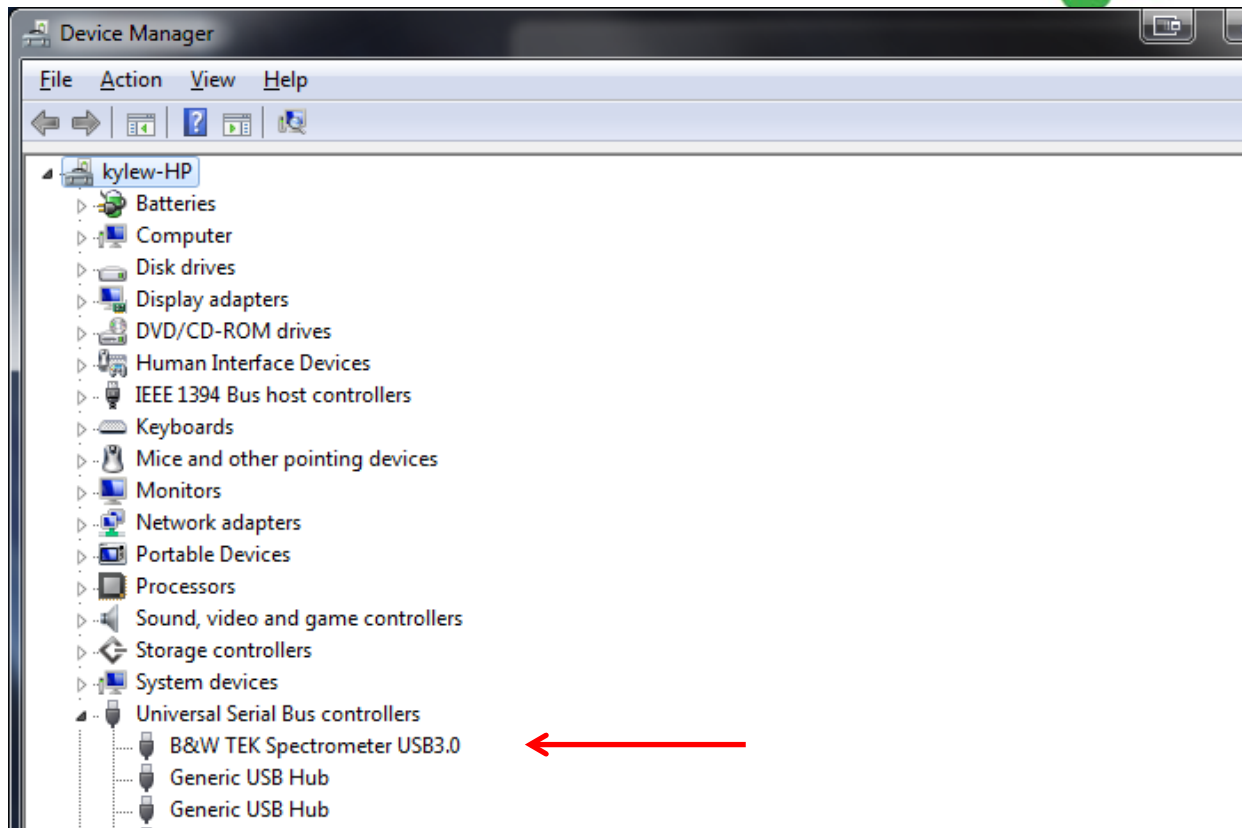 Device Manager
File Action View Help
kylew-HP
Batteries
Computer
Disk drives
Display adapters
DVD/CD-ROM drives
Human Interface Devices
IEEE 1394 Bus host controllers
Keyboards
Mice and other pointing devices
Monitors
Network adapters
Portable Devices
Processors
Sound, video and game controllers
Storage controllers
System devices
Universal Serial Bus controllers
B&W TEK Spectrometer USB3.0
Generic USB Hub
Generic USB Hub